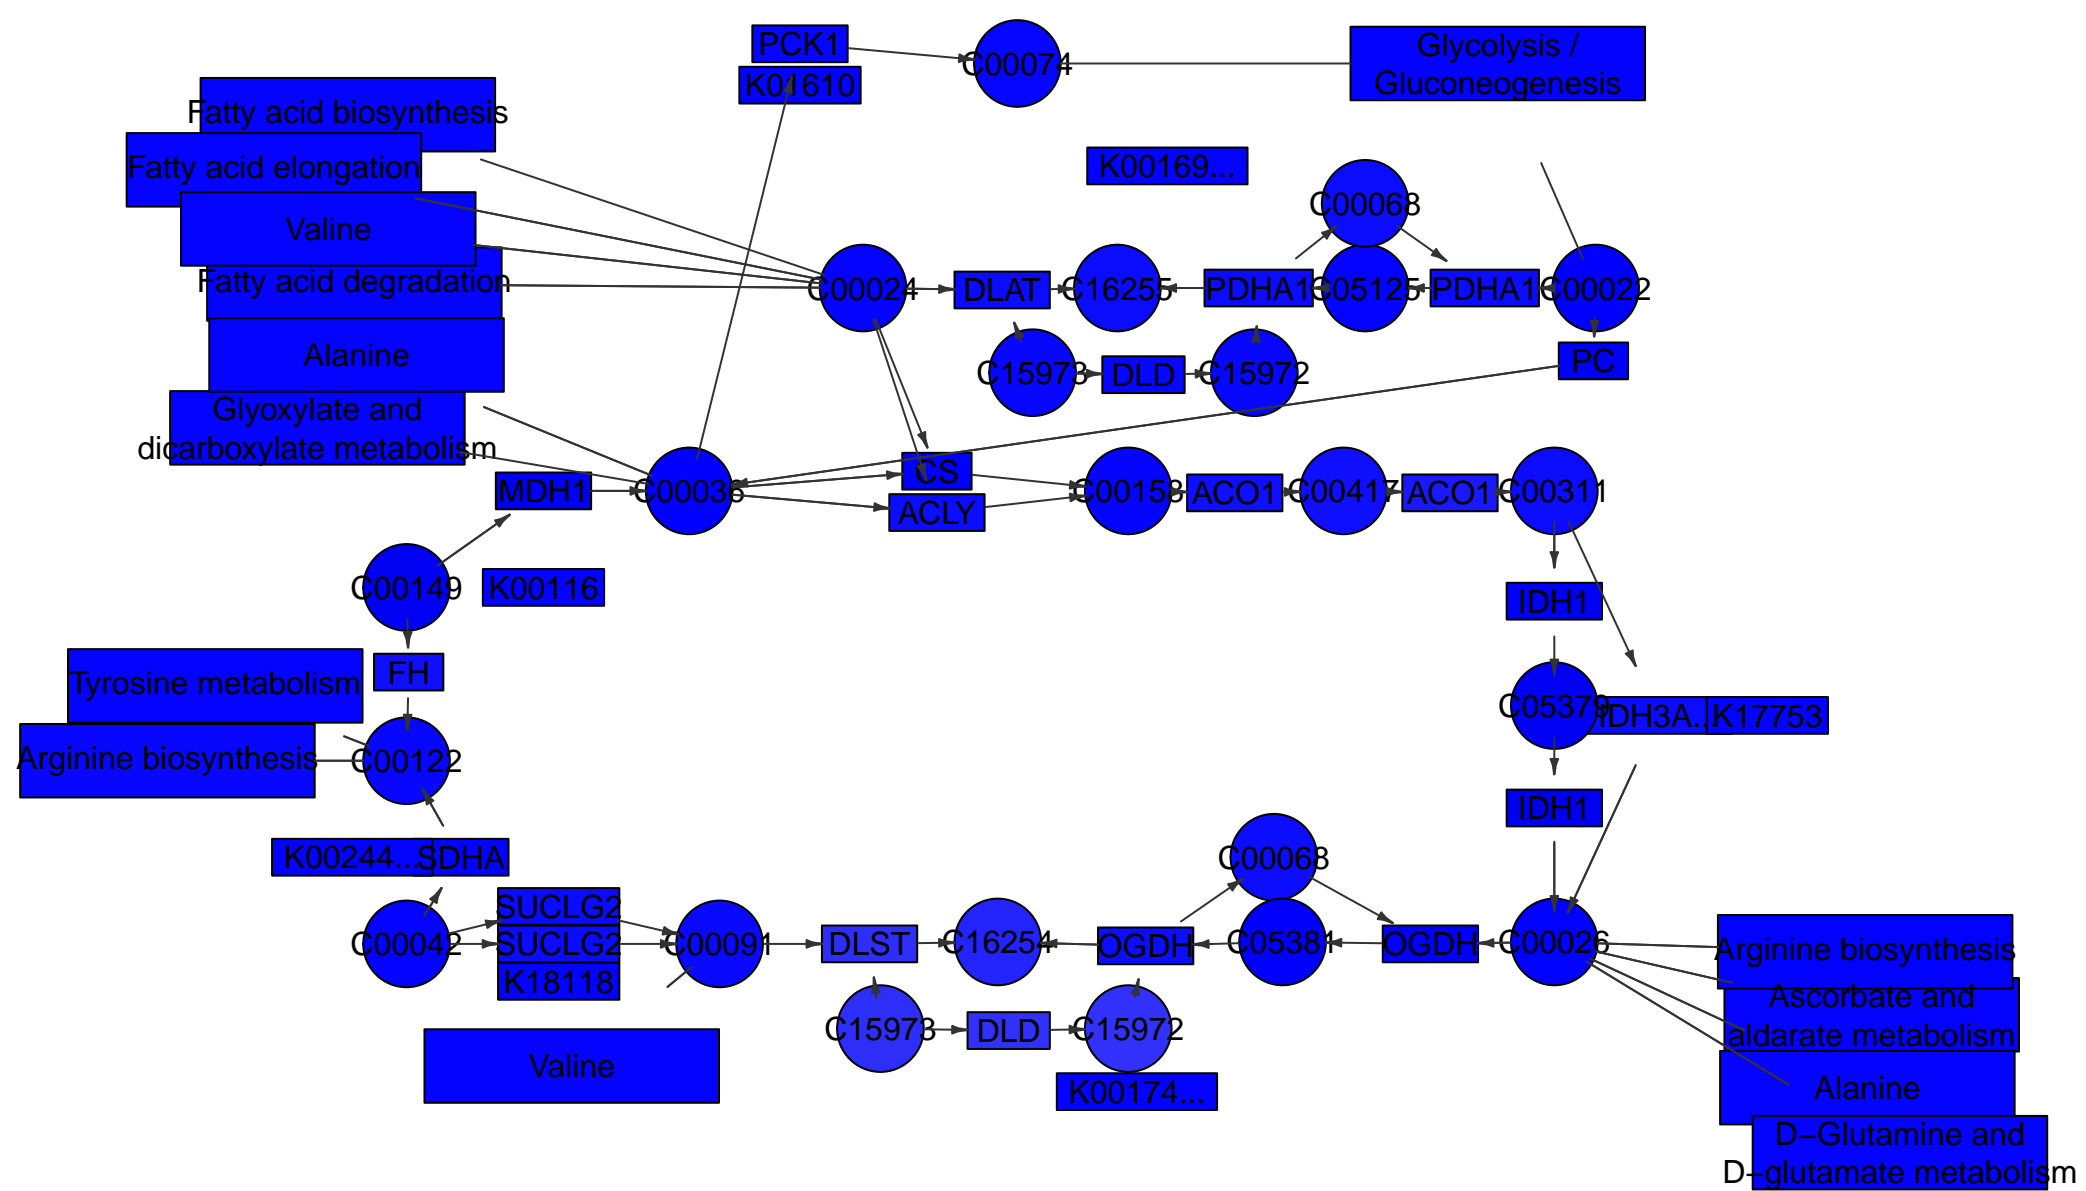 PCK1
C00074
Glycolysis /
Gluconeogenesis
K01610
Fatty acid biosynthesis
Fatty acid elongation
K00169...
C00068
Valine
Fatty acid degradation
C00024
DLAT
C16255
PDHA1
C05125
PDHA1
C00022
Alanine
C15973
DLD
C15972
PC
Glyoxylate and
dicarboxylate metabolism
MDH1
C00036
CS
ACLY
C00158
ACO1
C00417
ACO1
C00311
C00149
K00116
IDH1
FH
Tyrosine metabolism
C05379
IDH3A...
K17753
Arginine biosynthesis
C00122
IDH1
K00244...
SDHA
C00068
SUCLG2
C00042
SUCLG2
C00091
DLST
C16254
OGDH
C05381
OGDH
C00026
Arginine biosynthesis
K18118
Ascorbate and
aldarate metabolism
C15973
DLD
C15972
Valine
K00174...
Alanine
D−Glutamine and
D−glutamate metabolism